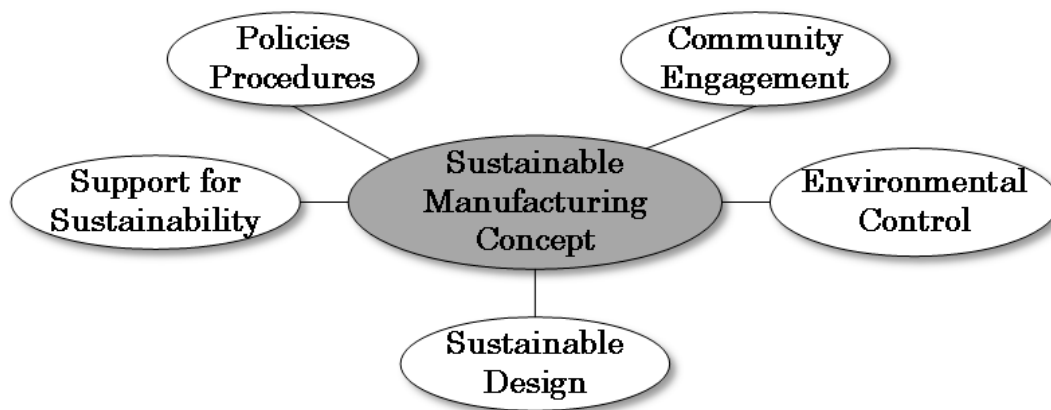 Policies
Procedures
Community
Engagement
Support for
Sustainability
Sustainable
Manufacturing
Concept
Environmental
Control
Sustainable
Design